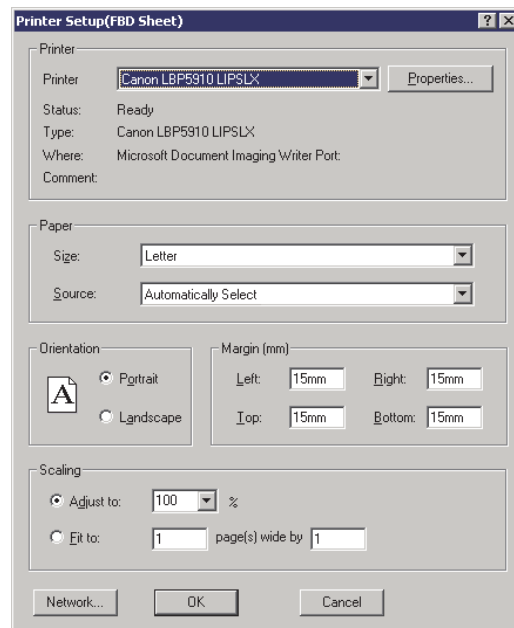 Printer Setup(FBD Sheet)
Printer
Printer Canon LBP5910 LIPSLX Properties...
Status: Ready
Type: Canon LBP5910 LIPSLX
Where: Microsoft Document Imaging Writer Port:
Comment:
Paper
Size: Letter
Source: Automatically Select
Orientation
A
Portrait
Landscape
Margin (mm)
Left: 15mm Right: 15mm
Top: 15mm Bottom: 15mm
Scaling
Adjust to: 100 %
Fit to: 1 page(s) wide by 1
Network... OK Cancel